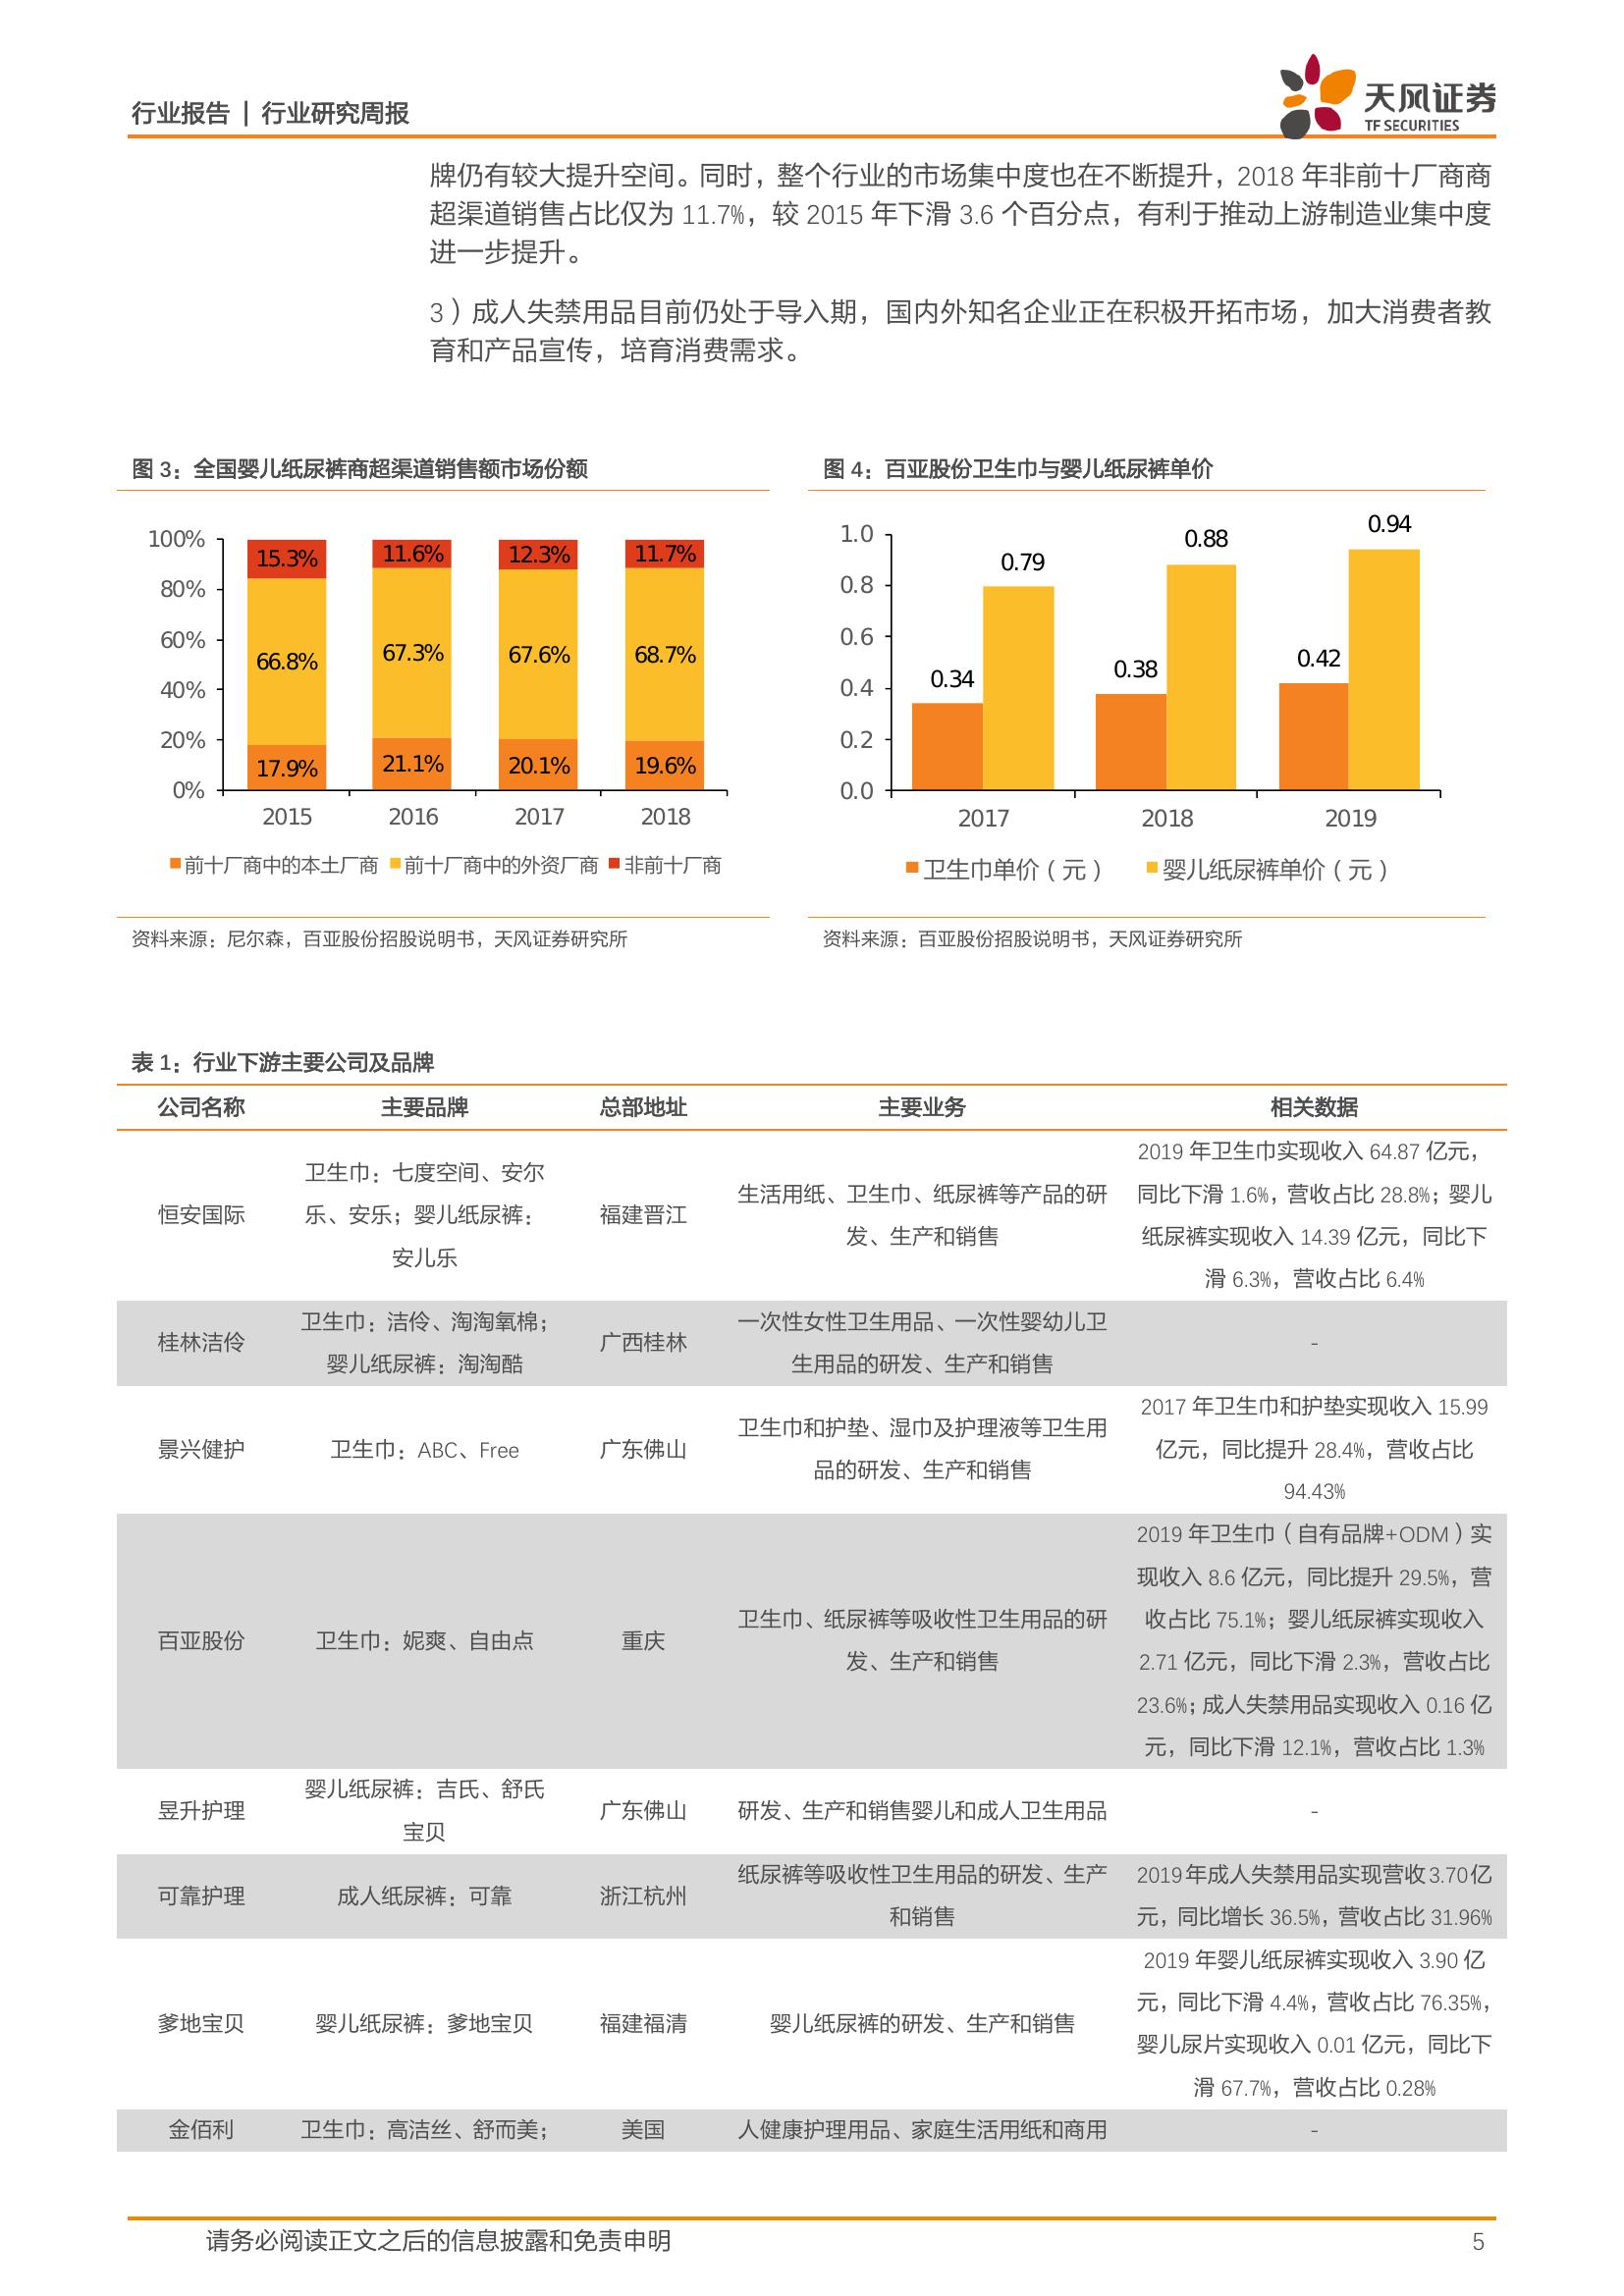 行业报告 | 行业研究周报
天风证券
TF SECURITIES
牌仍有较大提升空间。同时，整个行业的市场集中度也在不断提升，2018 年非前十厂商商
超渠道销售占比仅为 11.7%，较 2015 年下滑 3.6 个百分点，有利于推动上游制造业集中度
进一步提升。
3）成人失禁用品目前仍处于导入期，国内外知名企业正在积极开拓市场，加大消费者教
育和产品宣传，培育消费需求。
图 3：全国婴儿纸尿裤商超渠道销售额市场份额
100%
80%
60%
40%
20%
0%
15.3%
11.6%
12.3%
11.7%
66.8%
67.3%
67.6%
68.7%
17.9%
21.1%
20.1%
19.6%
2015
2016
2017
2018
前十厂商中的本土厂商
前十厂商中的外资厂商
非前十厂商
资料来源：尼尔森，百亚股份招股说明书，天风证券研究所
图 4：百亚股份卫生巾与婴儿纸尿裤单价
1.0
0.8
0.6
0.4
0.2
0.0
0.34
0.79
0.38
0.88
0.42
0.94
2017
2018
2019
卫生巾单价（元）
婴儿纸尿裤单价（元）
资料来源：百亚股份招股说明书，天风证券研究所
表 1：行业下游主要公司及品牌
公司名称 主要品牌 总部地址 主要业务 相关数据
恒安国际
卫生巾：七度空间、安尔
乐、安乐；婴儿纸尿裤：
安儿乐
福建晋江
生活用纸、卫生巾、纸尿裤等产品的研
发、生产和销售
2019 年卫生巾实现收入 64.87 亿元，
同比下滑 1.6%，营收占比 28.8%；婴儿
纸尿裤实现收入 14.39 亿元，同比下
滑 6.3%，营收占比 6.4%
桂林洁伶
卫生巾：洁伶、淘淘氧棉；
婴儿纸尿裤：淘淘酷
广西桂林
一次性女性卫生用品、一次性婴幼儿卫
生用品的研发、生产和销售
-
景兴健护
卫生巾：ABC、Free
广东佛山
卫生巾和护垫、湿巾及护理液等卫生用
品的研发、生产和销售
2017 年卫生巾和护垫实现收入 15.99
亿元，同比提升 28.4%，营收占比
94.43%
百亚股份
卫生巾：妮爽、自由点
重庆
卫生巾、纸尿裤等吸收性卫生用品的研
发、生产和销售
2019 年卫生巾（自有品牌+ODM）实
现收入 8.6 亿元，同比提升 29.5%，营
收占比 75.1%；婴儿纸尿裤实现收入
2.71 亿元，同比下滑 2.3%，营收占比
23.6%；成人失禁用品实现收入 0.16 亿
元，同比下滑 12.1%，营收占比 1.3%
昱升护理
婴儿纸尿裤：吉氏、舒氏
宝贝
广东佛山
研发、生产和销售婴儿和成人卫生用品
-
可靠护理
成人纸尿裤：可靠
浙江杭州
纸尿裤等吸收性卫生用品的研发、生产
和销售
2019年成人失禁用品实现营收3.70亿
元，同比增长 36.5%，营收占比 31.96%
爹地宝贝
婴儿纸尿裤：爹地宝贝
福建福清
婴儿纸尿裤的研发、生产和销售
2019 年婴儿纸尿裤实现收入 3.90 亿
元，同比下滑 4.4%，营收占比 76.35%，
婴儿尿片实现收入 0.01 亿元，同比下
滑 67.7%，营收占比 0.28%
金佰利
卫生巾：高洁丝、舒而美；
美国
人健康护理用品、家庭生活用纸和商用
-
请务必阅读正文之后的信息披露和免责申明
5